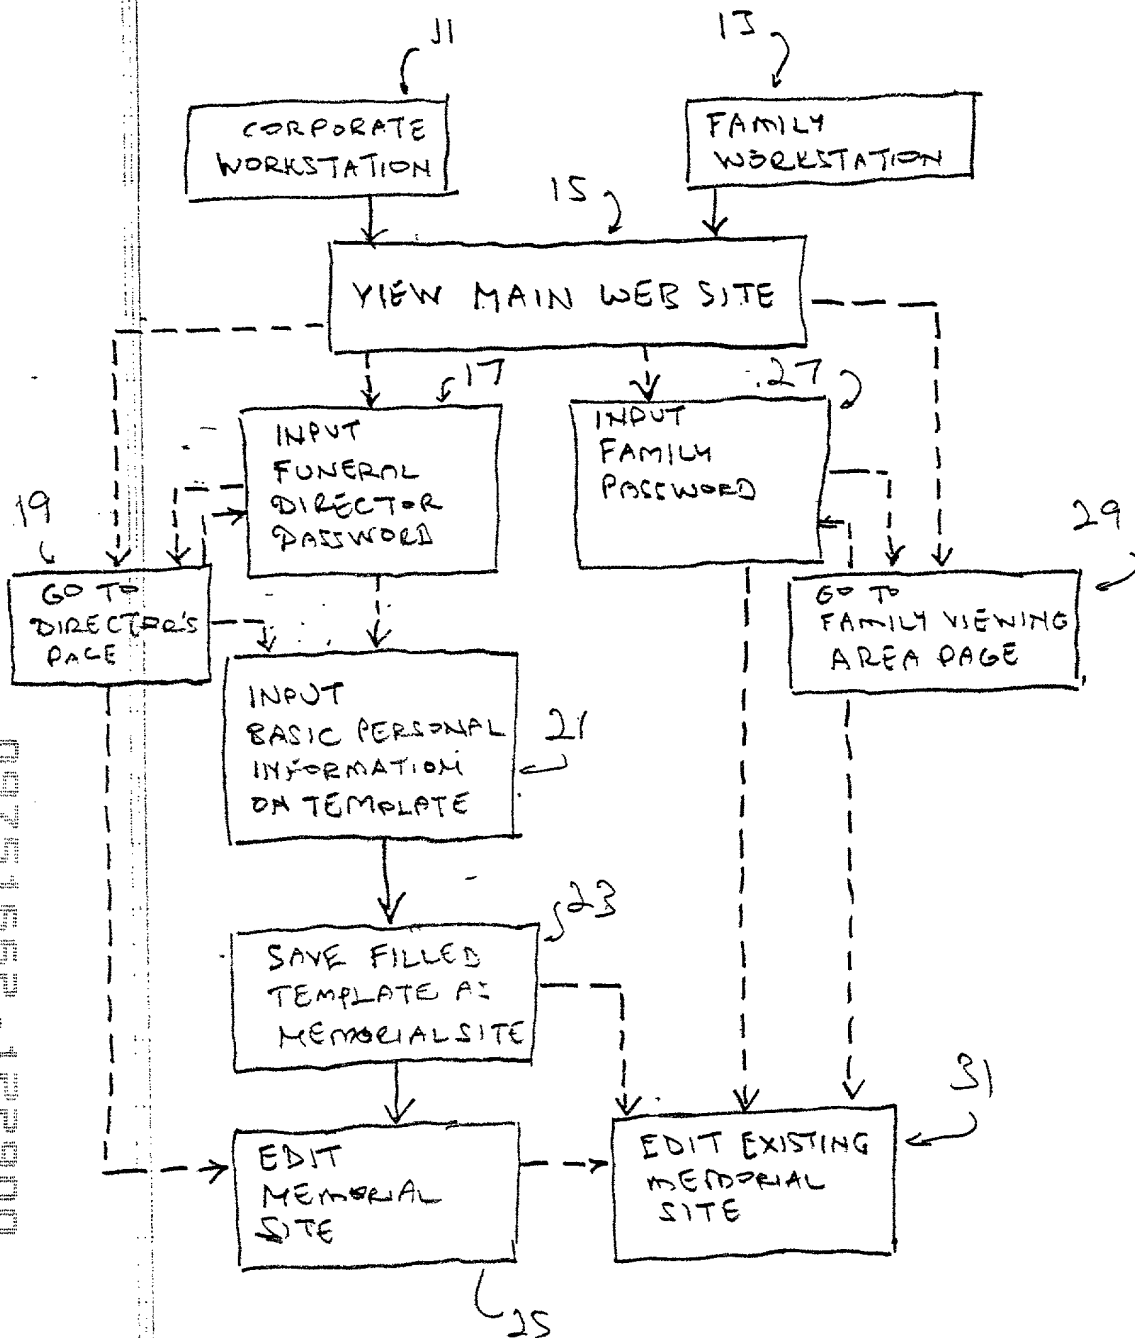 11
13
CORPORATE
WORKSTATION
FAMILY
WORKSTATION
15
VIEW MAIN WEB SITE
17
27
INPUT
FUNERAL
DIRECTOR
PASSWORD
INPUT
FAMILY
PASSWORD
19
29
GO TO
DIRECTOR'S
PAGE
GO TO
FAMILY VIEWING
AREA PAGE
INPUT
BASIC PERSONAL
INFORMATION
ON TEMPLATE
21
23
SAVE FILLED
TEMPLATE AS
MEMORIAL SITE
31
EDIT
MEMORIAL
SITE
EDIT EXISTING
MEMORIAL
SITE
25